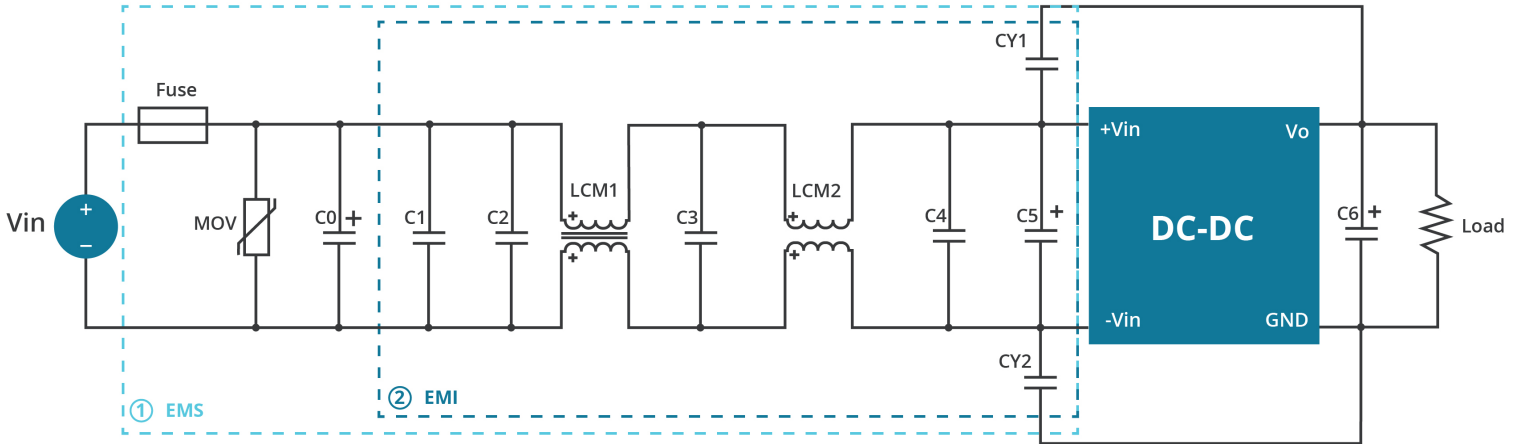 CY1
Fuse
+Vin
Vo
LCM1
LCM2
Vin
+
−
MOV
C0 +
C1
C2
+
+
C3
+
+
C4
C5 +
DC-DC
C6 +
Load
-Vin
GND
CY2
1 EMS
2 EMI